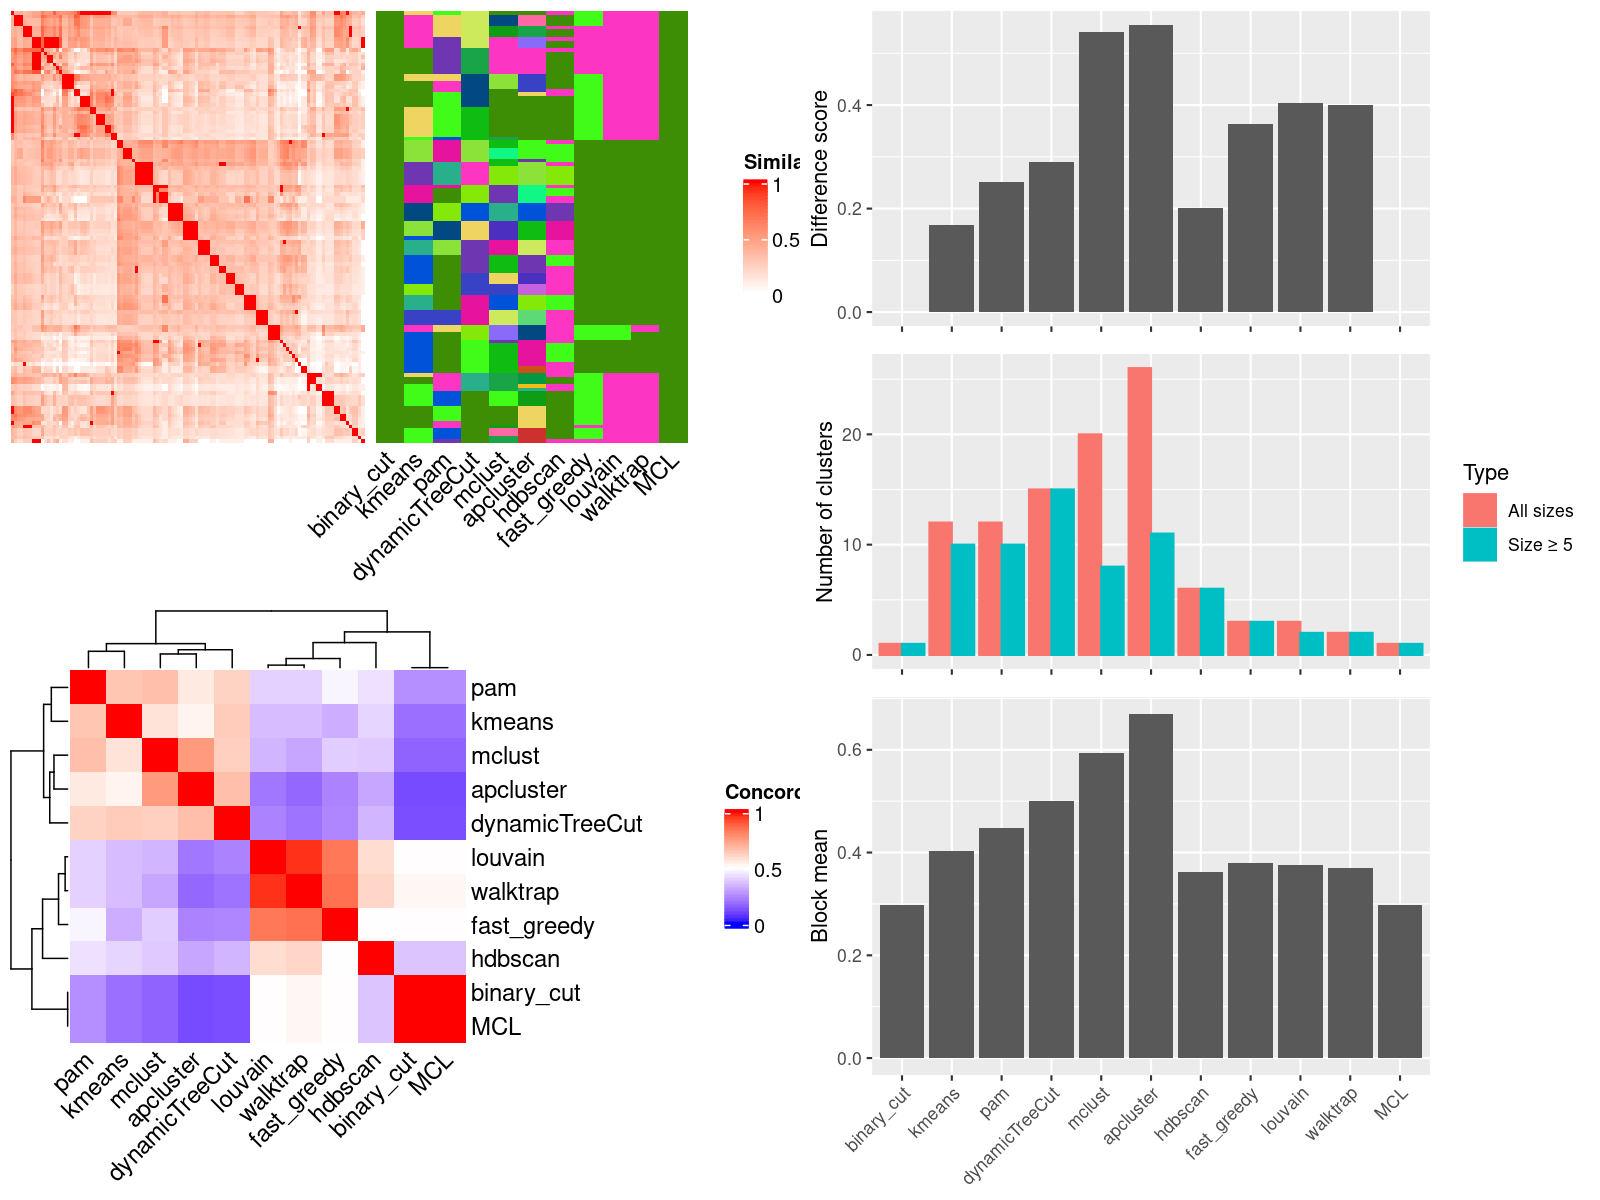 Simila
1
0.5
0
binary_cut
kmeans
pam
dynamicTreeCut
mclust
apcluster
hdbscan
fast_greedy
louvain
walktrap
MCL
pam
kmeans
mclust
apcluster
dynamicTreeCut
louvain
walktrap
fast_greedy
hdbscan
binary_cut
MCL
Concord
1
0.5
0
pam
kmeans
mclust
apcluster
dynamicTreeCut
louvain
walktrap
fast_greedy
hdbscan
binary_cut
MCL
Difference score
0.4
0.2
0.0
Number of clusters
20
10
0
Type
All sizes
Size ≥ 5
Block mean
0.6
0.4
0.2
0.0
binary_cut
kmeans
pam
dynamicTreeCut
mclust
apcluster
hdbscan
fast_greedy
louvain
walktrap
MCL